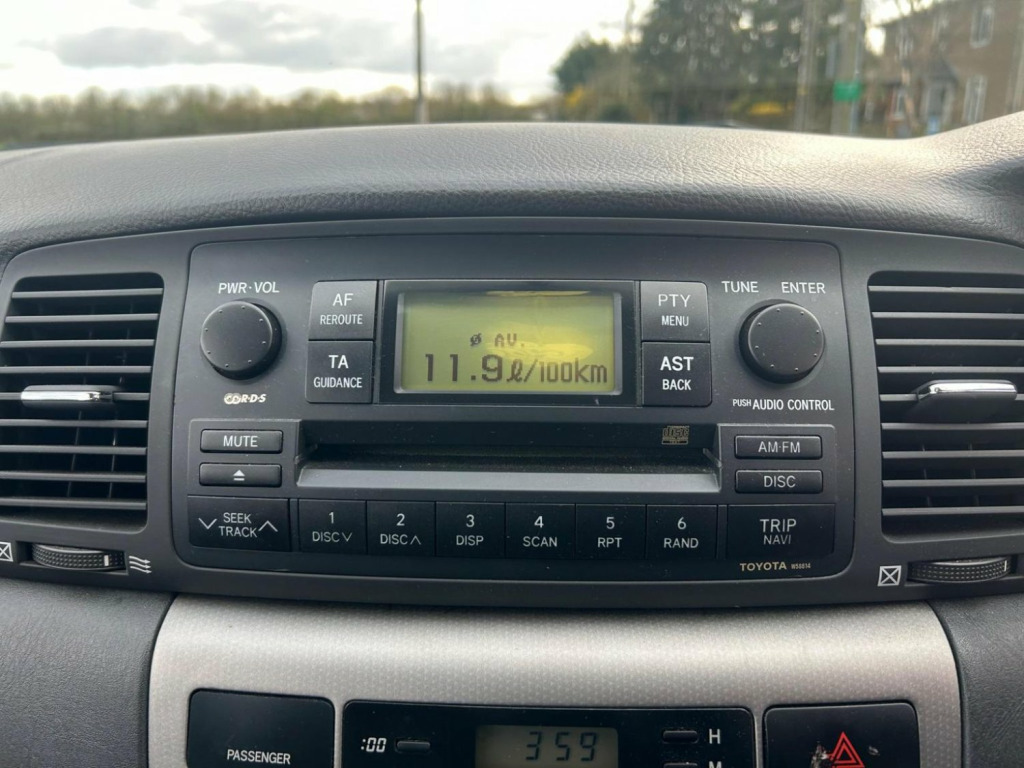 PWR·VOL
AF
REROUTE
TA
GUIDANCE
ø AV.
11.9ℓ/100km
PTY
MENU
AST
BACK
TUNE ENTER
PUSH AUDIO CONTROL
R·D·S
MUTE
AM·FM
DISC
SEEK
TRACK
1
DISC
2
DISC
3
DISP
4
SCAN
5
RPT
6
RAND
TRIP
NAVI
TOYOTA
PASSENGER
:00
359
H
M